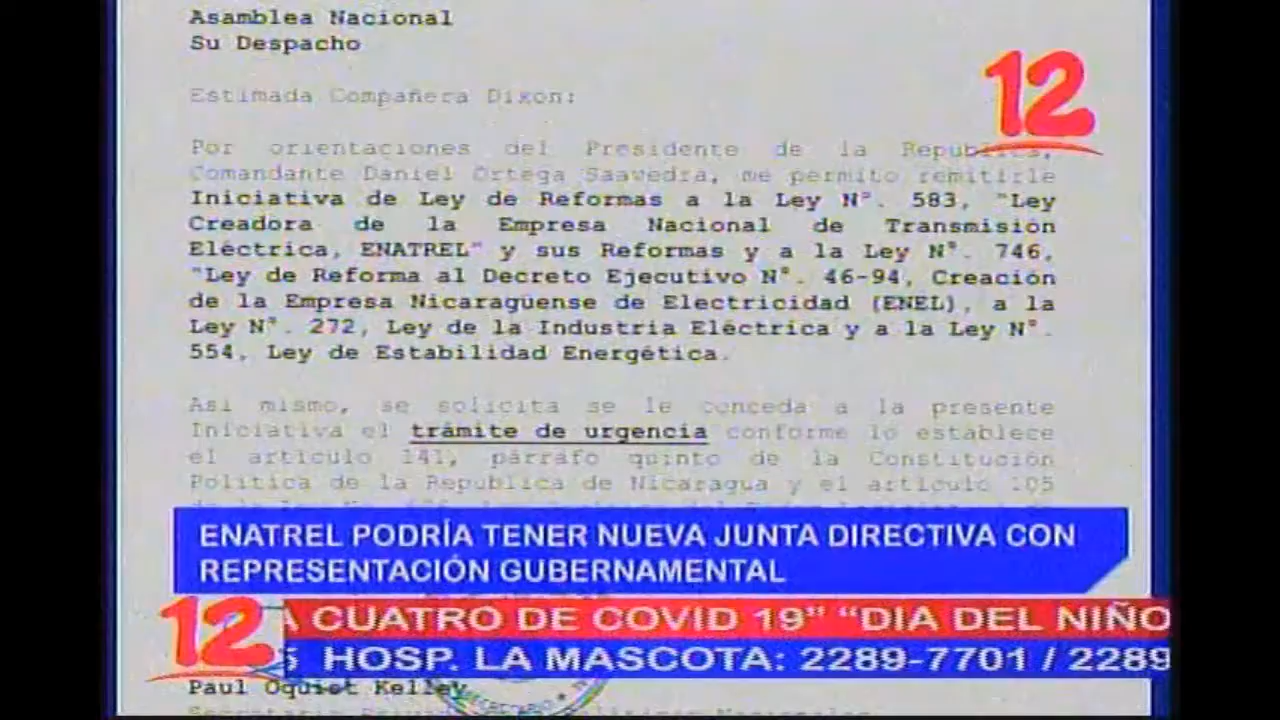 Asamblea Nacional
Su Despacho
Estimada Compañera Dixon:
12
Por orientaciones del Presidente de la República,
Comandante Daniel Ortega Saavedra, me permito remitirle
Iniciativa de Ley de Reformas a la Ley N°. 583, "Ley
Creadora de la Empresa Nacional de Transmisión
Eléctrica, ENATREL" y sus Reformas y a la Ley N°. 746,
"Ley de Reforma al Decreto Ejecutivo N°. 46-94, Creación
de la Empresa Nicaragüense de Electricidad (ENEL), a la
Ley N°. 272, Ley de la Industria Eléctrica y a la Ley N°.
554, Ley de Estabilidad Energética.
Así mismo, se solicita se le conceda a la presente
Iniciativa el trámite de urgencia conforme lo establece
el artículo 141, párrafo quinto de la Constitución
Política de la República de Nicaragua y el artículo 105
ENATREL PODRÍA TENER NUEVA JUNTA DIRECTIVA CON
REPRESENTACIÓN GUBERNAMENTAL
12
A CUATRO DE COVID 19" "DIA DEL NIÑO
S HOSP. LA MASCOTA: 2289-7701 / 2289
Paul Oquist Kelley